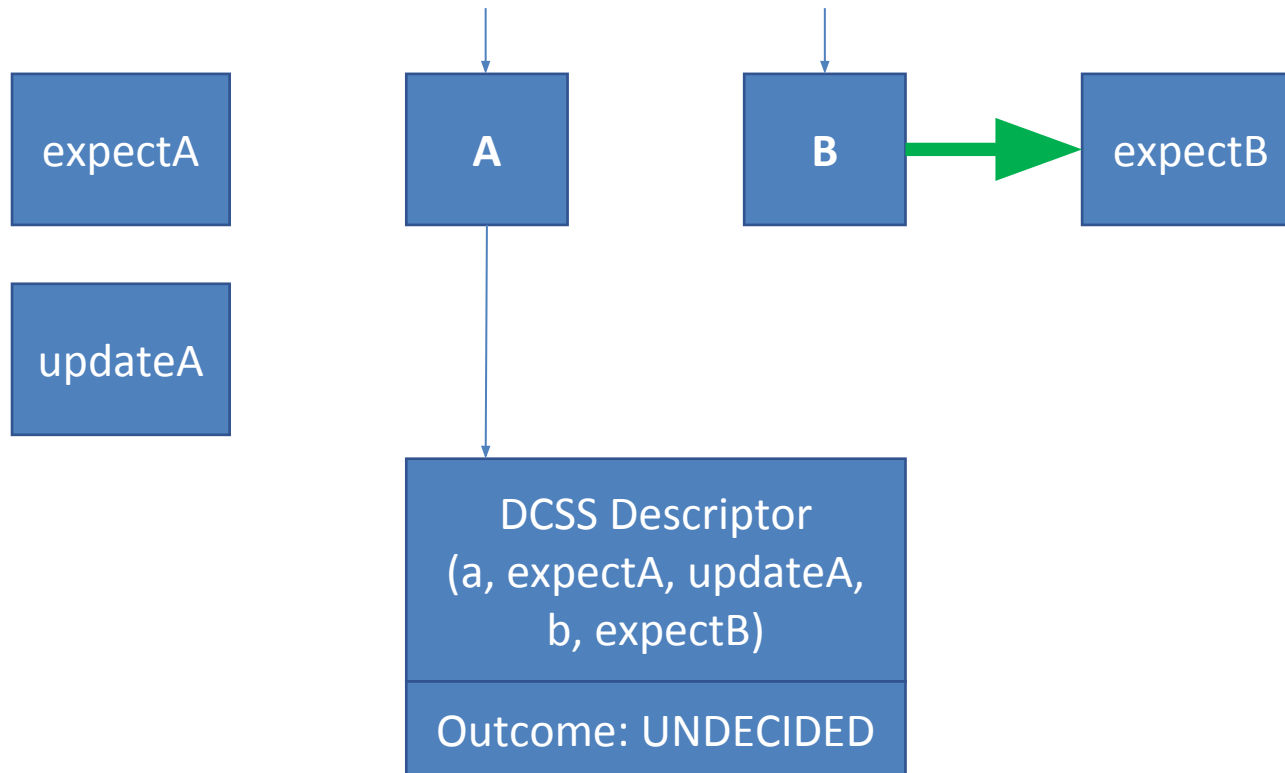 expectA
A
B
expectB
updateA
DCSS Descriptor
(a, expectA, updateA,
b, expectB)
Outcome: UNDECIDED